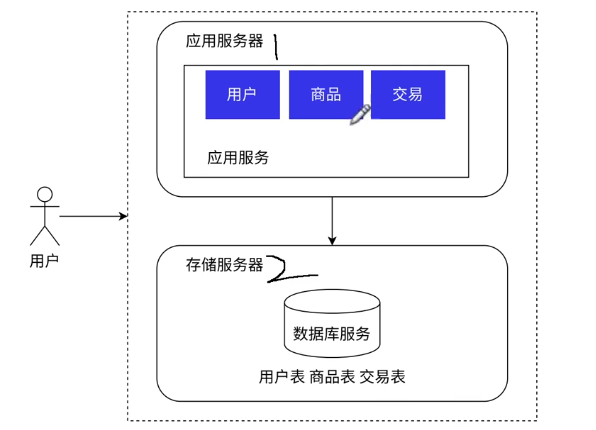 应用服务器 1
用户 商品 交易
应用服务
用户
存储服务器 2
数据库服务
用户表 商品表 交易表